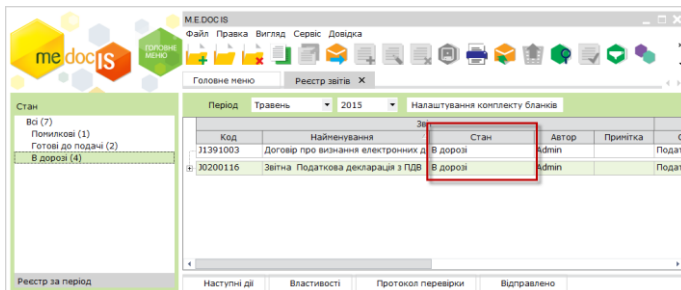 M.E.DOC IS
Файл Правка Вигляд Сервіс Довідка
me doc IS
ГОЛОВНЕ МЕНЮ
Головне меню Реєстр звітів X
Стан
Всі (7)
Помилкові (1)
Готові до подачі (2)
В дорозі (4)
Реєстр за період
Період Травень 2015 Налаштування комплекту бланків
Зві
Код Найменування Стан Автор Примітка
J1391003 Договір про визнання електронних д В дорозі Admin Подат
J0200116 Звітна Податкова декларація з ПДВ В дорозі Admin Подат
Наступні дії Властивості Протокол перевірки Відправлено